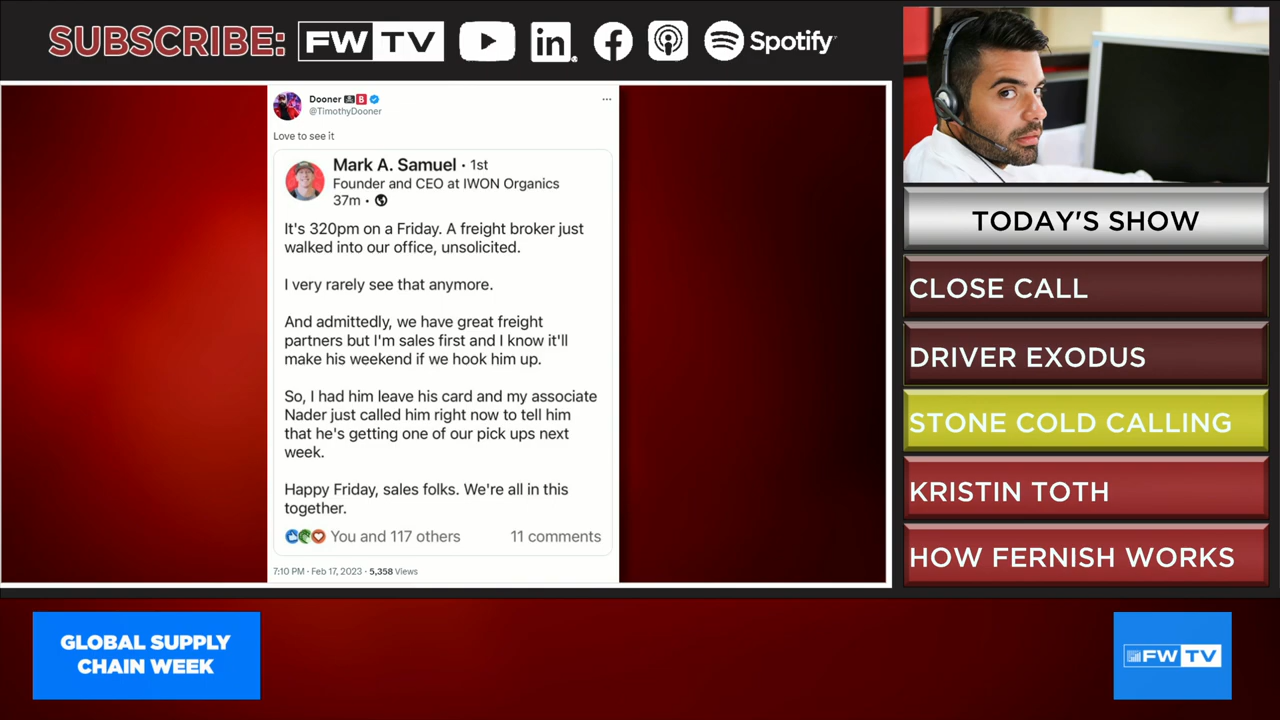 SUBSCRIBE: FW TV in Spotify
Dooner B
@TimothyDooner
Love to see it
Mark A. Samuel · 1st
Founder and CEO at IWON Organics
37m ·
It's 320pm on a Friday. A freight broker just
walked into our office, unsolicited.
I very rarely see that anymore.
And admittedly, we have great freight
partners but I'm sales first and I know it'll
make his weekend if we hook him up.
So, I had him leave his card and my associate
Nader just called him right now to tell him
that he's getting one of our pick ups next
week.
Happy Friday, sales folks. We're all in this
together.
You and 117 others 11 comments
7:10 PM · Feb 17, 2023 · 5,358 Views
TODAY'S SHOW
CLOSE CALL
DRIVER EXODUS
STONE COLD CALLING
KRISTIN TOTH
HOW FERNISH WORKS
GLOBAL SUPPLY
CHAIN WEEK
FW TV